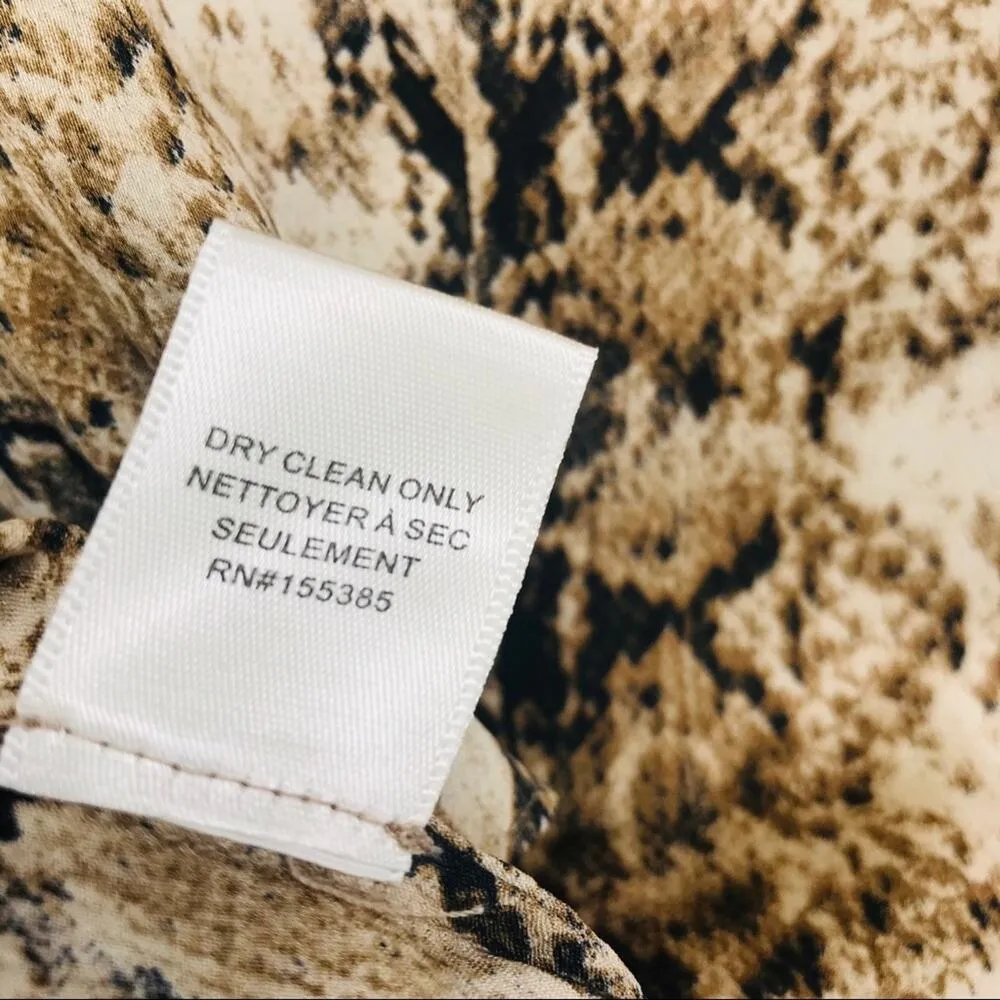 DRY CLEAN ONLY
NETTOYER À SEC
SEULEMENT
RN#155385